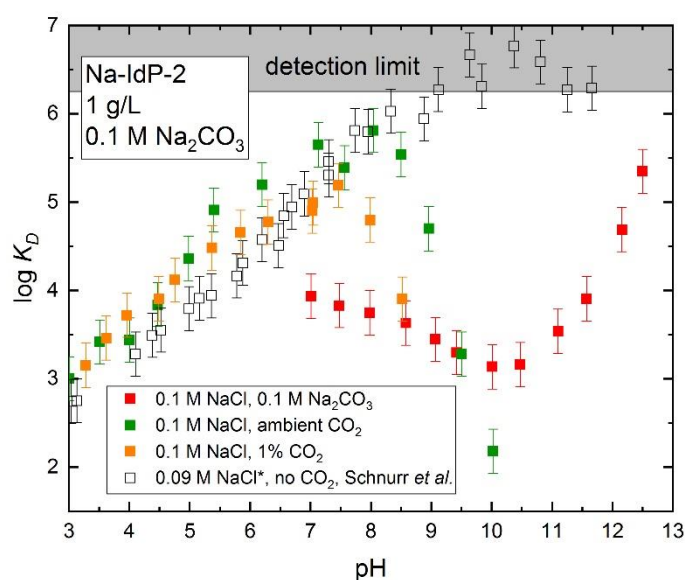 7
6
5
4
3
2
log K_D
detection limit
Na-IdP-2
1 g/L
0.1 M Na₂CO₃
0.1 M NaCl, 0.1 M Na₂CO₃
0.1 M NaCl, ambient CO₂
0.1 M NaCl, 1% CO₂
0.09 M NaCl*, no CO₂, Schnurr et al.
3 4 5 6 7 8 9 10 11 12 13
pH